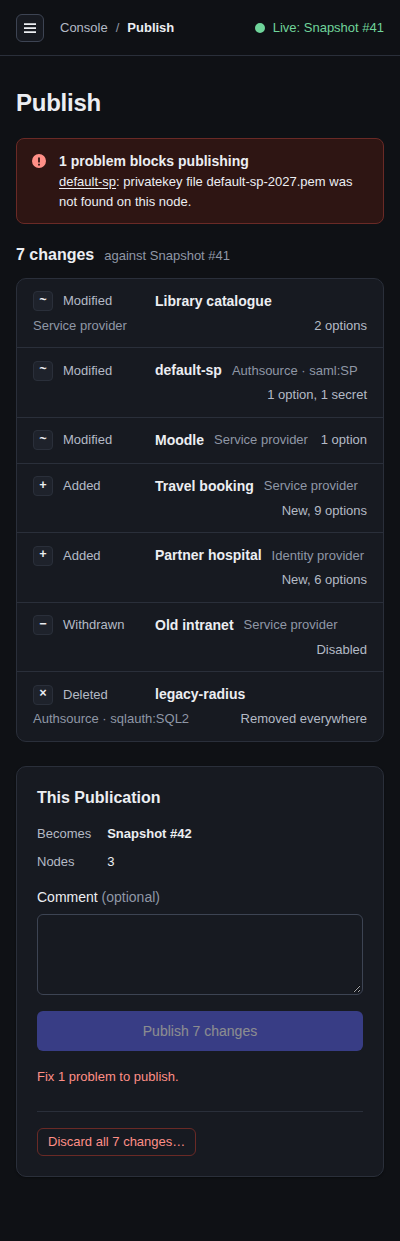 Console / Publish
Live: Snapshot #41
Publish
1 problem blocks publishing
default-sp: privatekey file default-sp-2027.pem was
not found on this node.
7 changes against Snapshot #41
~ Modified Library catalogue
Service provider 2 options
~ Modified default-sp Authsource · saml:SP
1 option, 1 secret
~ Modified Moodle Service provider 1 option
+ Added Travel booking Service provider
New, 9 options
+ Added Partner hospital Identity provider
New, 6 options
− Withdrawn Old intranet Service provider
Disabled
× Deleted legacy-radius
Authsource · sqlauth:SQL2 Removed everywhere
This Publication
Becomes Snapshot #42
Nodes 3
Comment (optional)
Publish 7 changes
Fix 1 problem to publish.
Discard all 7 changes…